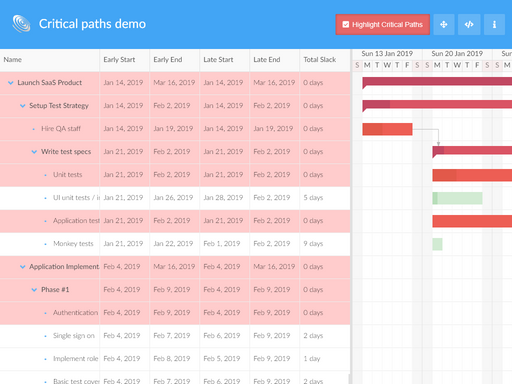 Critical paths demo
Highlight Critical Paths
Name Early Start Early End Late Start Late End Total Slack
Sun 13 Jan 2019 Sun 20 Jan 2019 Sun
S M T W T F S S M T W T F S S M
Launch SaaS Product Jan 14, 2019 Mar 16, 2019 Jan 14, 2019 Mar 16, 2019 0 days
Setup Test Strategy Jan 14, 2019 Feb 2, 2019 Jan 14, 2019 Feb 2, 2019 0 days
Hire QA staff Jan 14, 2019 Jan 19, 2019 Jan 14, 2019 Jan 19, 2019 0 days
Write test specs Jan 21, 2019 Feb 2, 2019 Jan 21, 2019 Feb 2, 2019 0 days
Unit tests Jan 21, 2019 Feb 2, 2019 Jan 21, 2019 Feb 2, 2019 0 days
UI unit tests / i Jan 21, 2019 Jan 26, 2019 Jan 28, 2019 Feb 2, 2019 5 days
Application test Jan 21, 2019 Feb 2, 2019 Jan 21, 2019 Feb 2, 2019 0 days
Monkey tests Jan 21, 2019 Jan 22, 2019 Feb 1, 2019 Feb 2, 2019 9 days
Application Implement Feb 4, 2019 Mar 16, 2019 Feb 4, 2019 Mar 16, 2019 0 days
Phase #1 Feb 4, 2019 Feb 9, 2019 Feb 4, 2019 Feb 9, 2019 0 days
Authentication Feb 4, 2019 Feb 9, 2019 Feb 4, 2019 Feb 9, 2019 0 days
Single sign on Feb 4, 2019 Feb 7, 2019 Feb 6, 2019 Feb 9, 2019 2 days
Implement role Feb 4, 2019 Feb 8, 2019 Feb 5, 2019 Feb 9, 2019 1 day
Basic test cover Feb 4, 2019 Feb 7, 2019 Feb 6, 2019 Feb 9, 2019 2 days